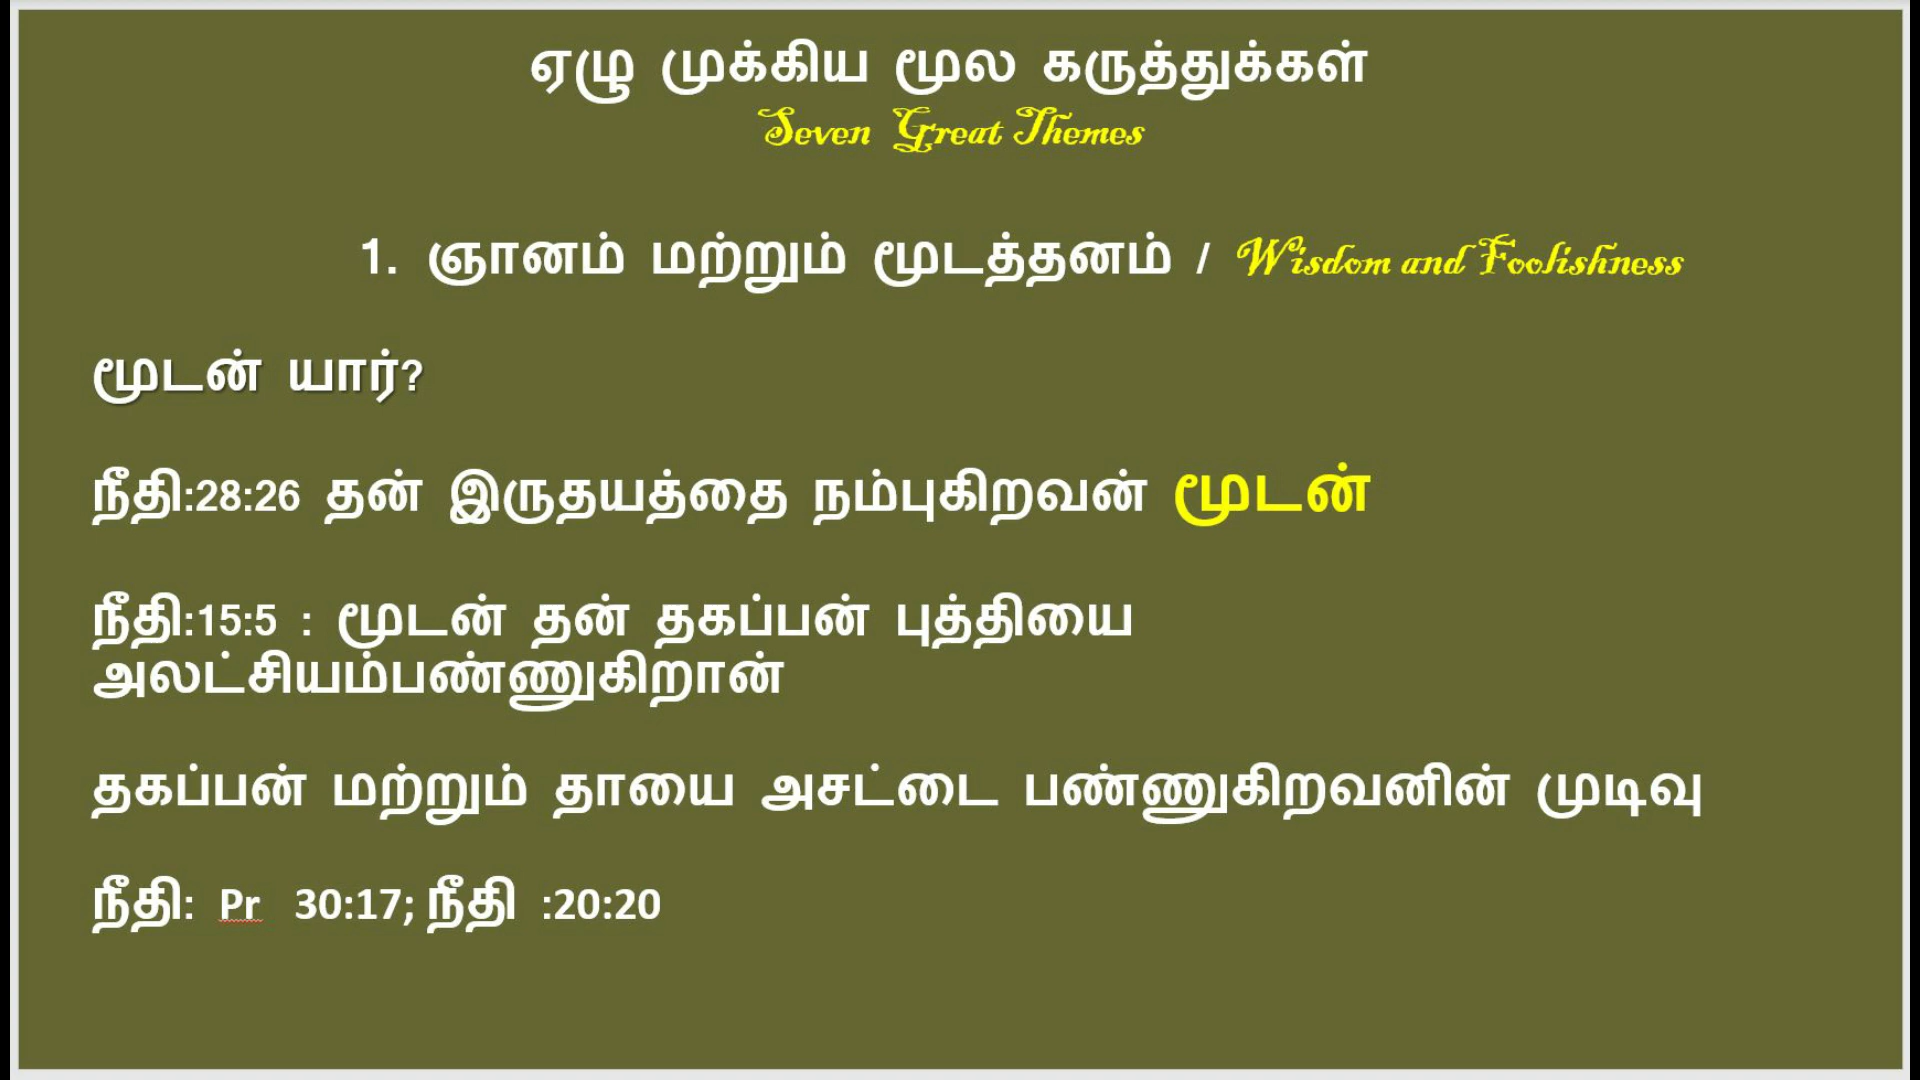 ஏழு முக்கிய மூல கருத்துக்கள்
Seven Great Themes
1. ஞானம் மற்றும் மூடத்தனம் / Wisdom and Foolishness
மூடன் யார்?
நீதி:28:26 தன் இருதயத்தை நம்புகிறவன் மூடன்
நீதி:15:5 : மூடன் தன் தகப்பன் புத்தியை
அலட்சியம்பண்ணுகிறான்
தகப்பன் மற்றும் தாயை அசட்டை பண்ணுகிறவனின் முடிவு
நீதி: Pr 30:17; நீதி :20:20